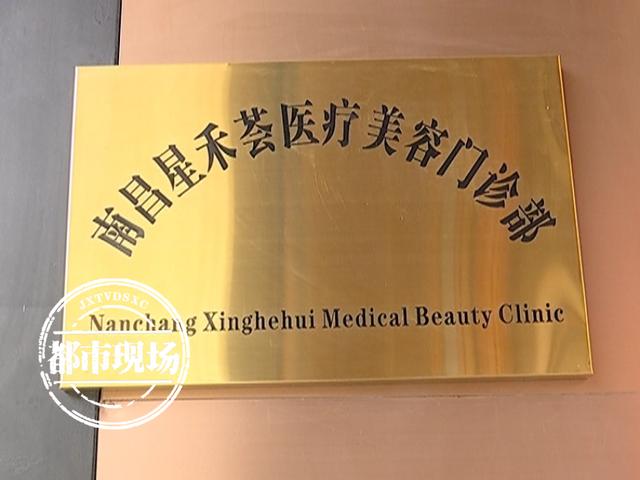 南昌星禾荟医疗美容门诊部
Nanchang Xinghehui Medical Beauty Clinic
JXTVDSXC
都市现场